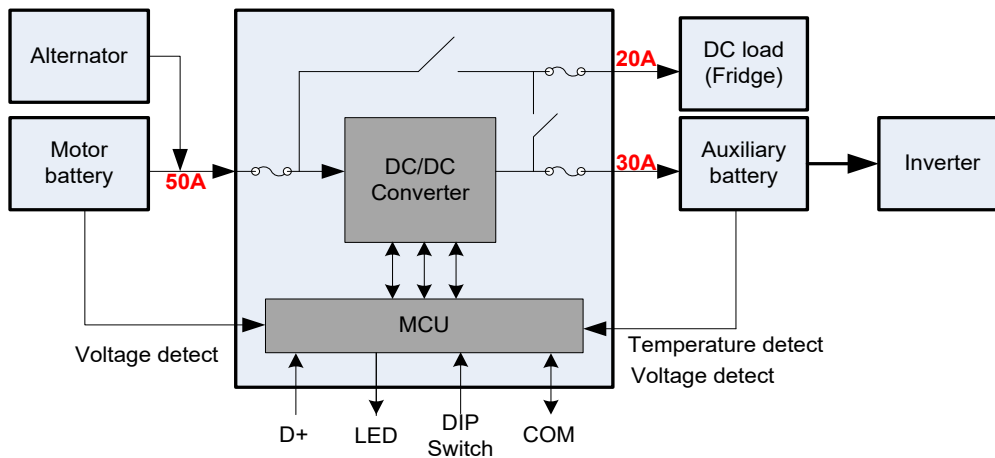 Alternator
20A
DC load
(Fridge)
Motor
battery
50A
DC/DC
Converter
30A
Auxiliary
battery
Inverter
MCU
Voltage detect
Temperature detect
Voltage detect
D+
LED
DIP
Switch
COM